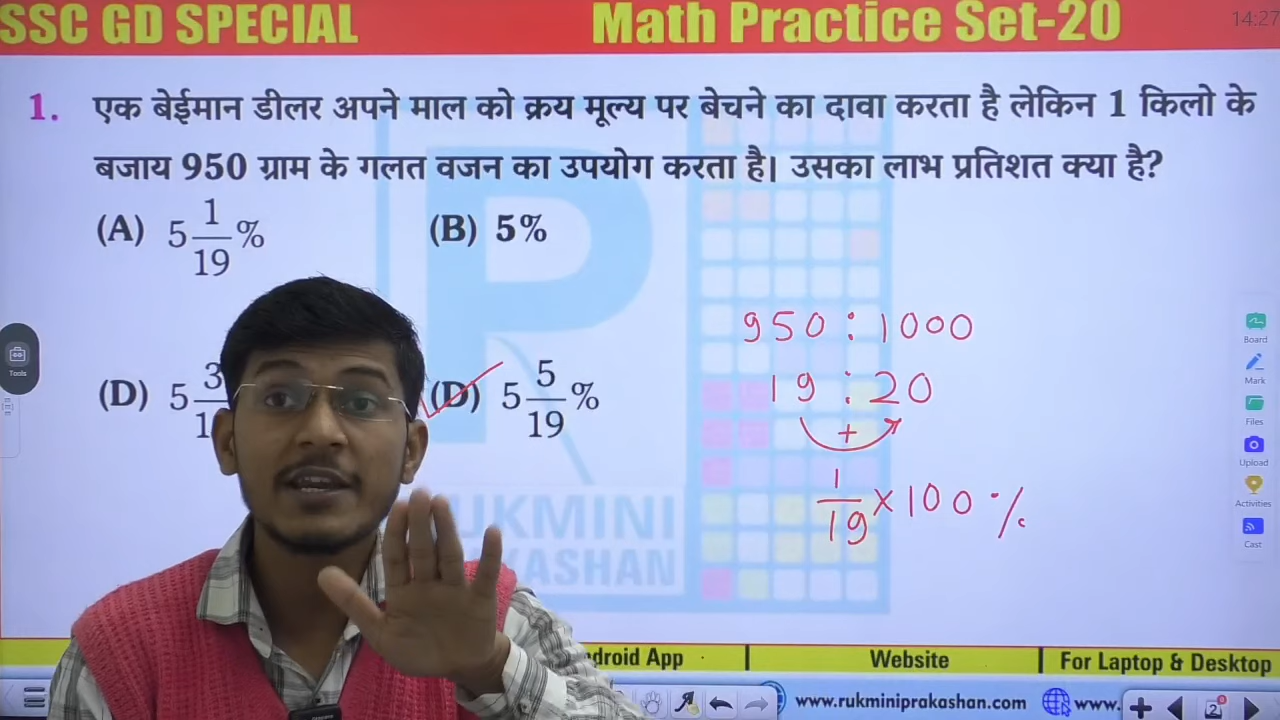 SSC GD SPECIAL
Math Practice Set-20
14:27
1. एक बेईमान डीलर अपने माल को क्रय मूल्य पर बेचने का दावा करता है लेकिन 1 किलो के
बजाय 950 ग्राम के गलत वजन का उपयोग करता है। उसका लाभ प्रतिशत क्या है?
(A) 5 1/19 % (B) 5%
(D) 5 (D) 5 5/19 %
950 : 1000
19 : 20
+
1/19 × 100 %
RUKMINI
PRAKASHAN
Tools
Board
Mark
Files
Upload
Activities
Cast
App
Website
For Laptop & Desktop
www.rukminiprakashan.com
www.
2